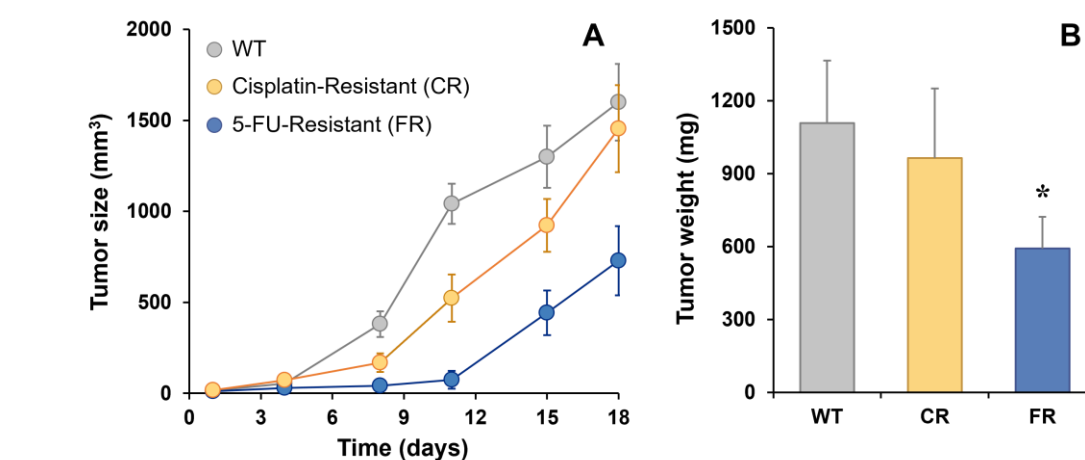 A
2000
1500
1000
500
0
Tumor size (mm³)
WT
Cisplatin-Resistant (CR)
5-FU-Resistant (FR)
0 3 6 9 12 15 18
Time (days)
B
1500
1200
900
600
300
0
Tumor weight (mg)
*
WT CR FR